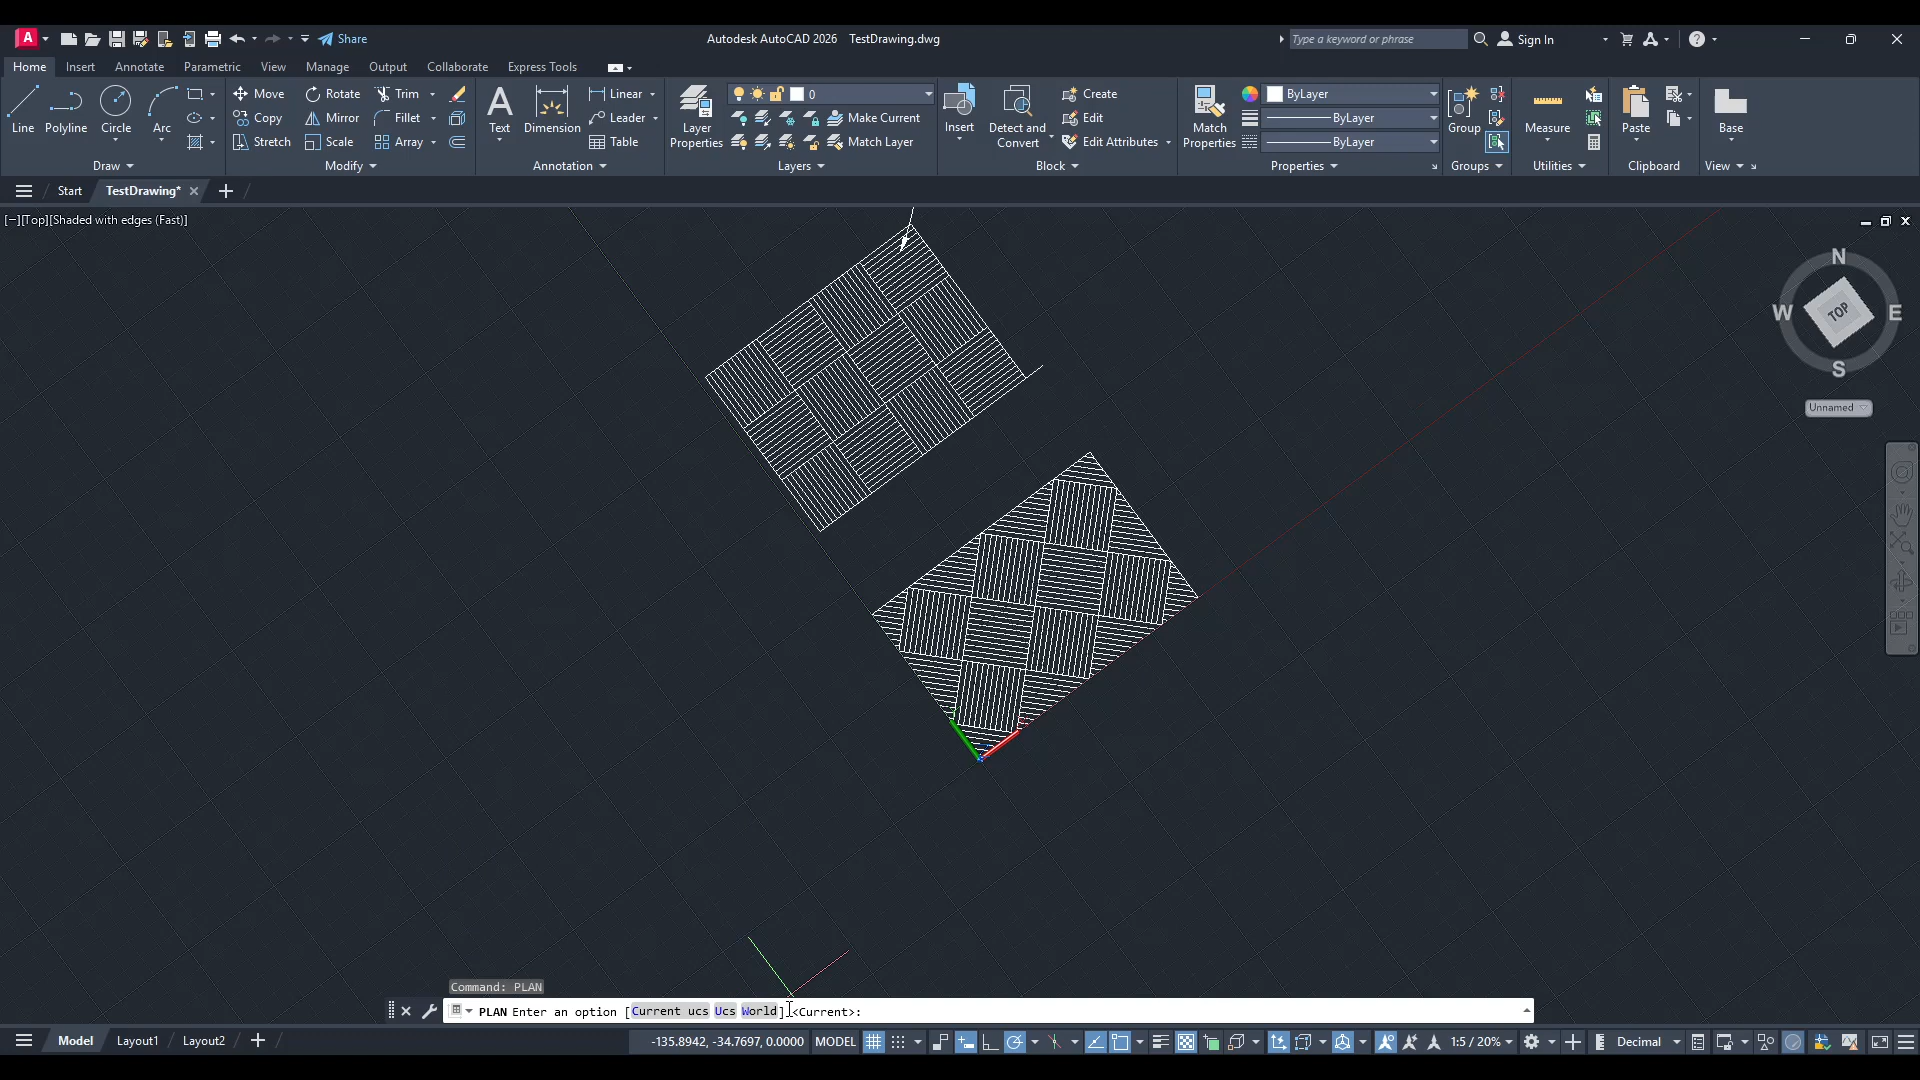 A Share Autodesk AutoCAD 2026 TestDrawing.dwg Type a keyword or phrase Sign In
Home Insert Annotate Parametric View Manage Output Collaborate Express Tools
Line Polyline Circle Arc
Move Rotate Trim
Copy Mirror Fillet
Stretch Scale Array
Text Dimension
Linear
Leader
Table
Layer Properties
0
Make Current
Match Layer
Insert
Detect and Convert
Create
Edit
Edit Attributes
Match Properties
ByLayer
ByLayer
ByLayer
Group
Measure
Paste
Base
Draw Modify Annotation Layers Block Properties Groups Utilities Clipboard View
Start TestDrawing*
[−][Top][Shaded with edges (Fast)]
N
W TOP E
S
Unnamed
Command: PLAN
PLAN Enter an option [Current ucs Ucs World] <Current>:
Model Layout1 Layout2 -135.8942, -34.7697, 0.0000 MODEL 1:5 / 20% Decimal